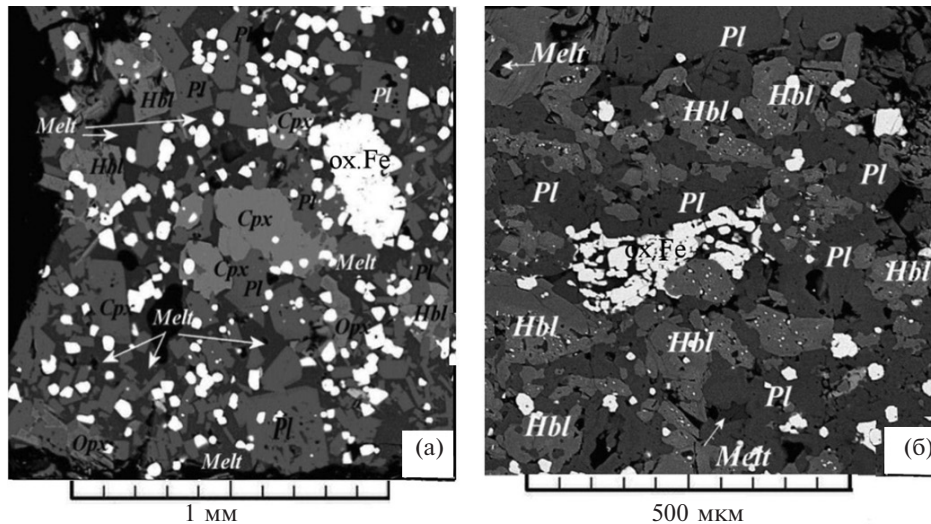 Pl
Hbl
Pl
Pl
Melt
Cpx
Hbl
ox.Fe
Cpx
Pl
Cpx
Melt
Pl
Pl
Cpx
Melt
Opx
Hbl
Pl
Opx
Melt
(а)
1 мм
Melt
Pl
Hbl
Hbl
Pl
Pl
Pl
ox.Fe
Pl
Hbl
Hbl
Hbl
Pl
Hbl
Melt
(б)
500 мкм